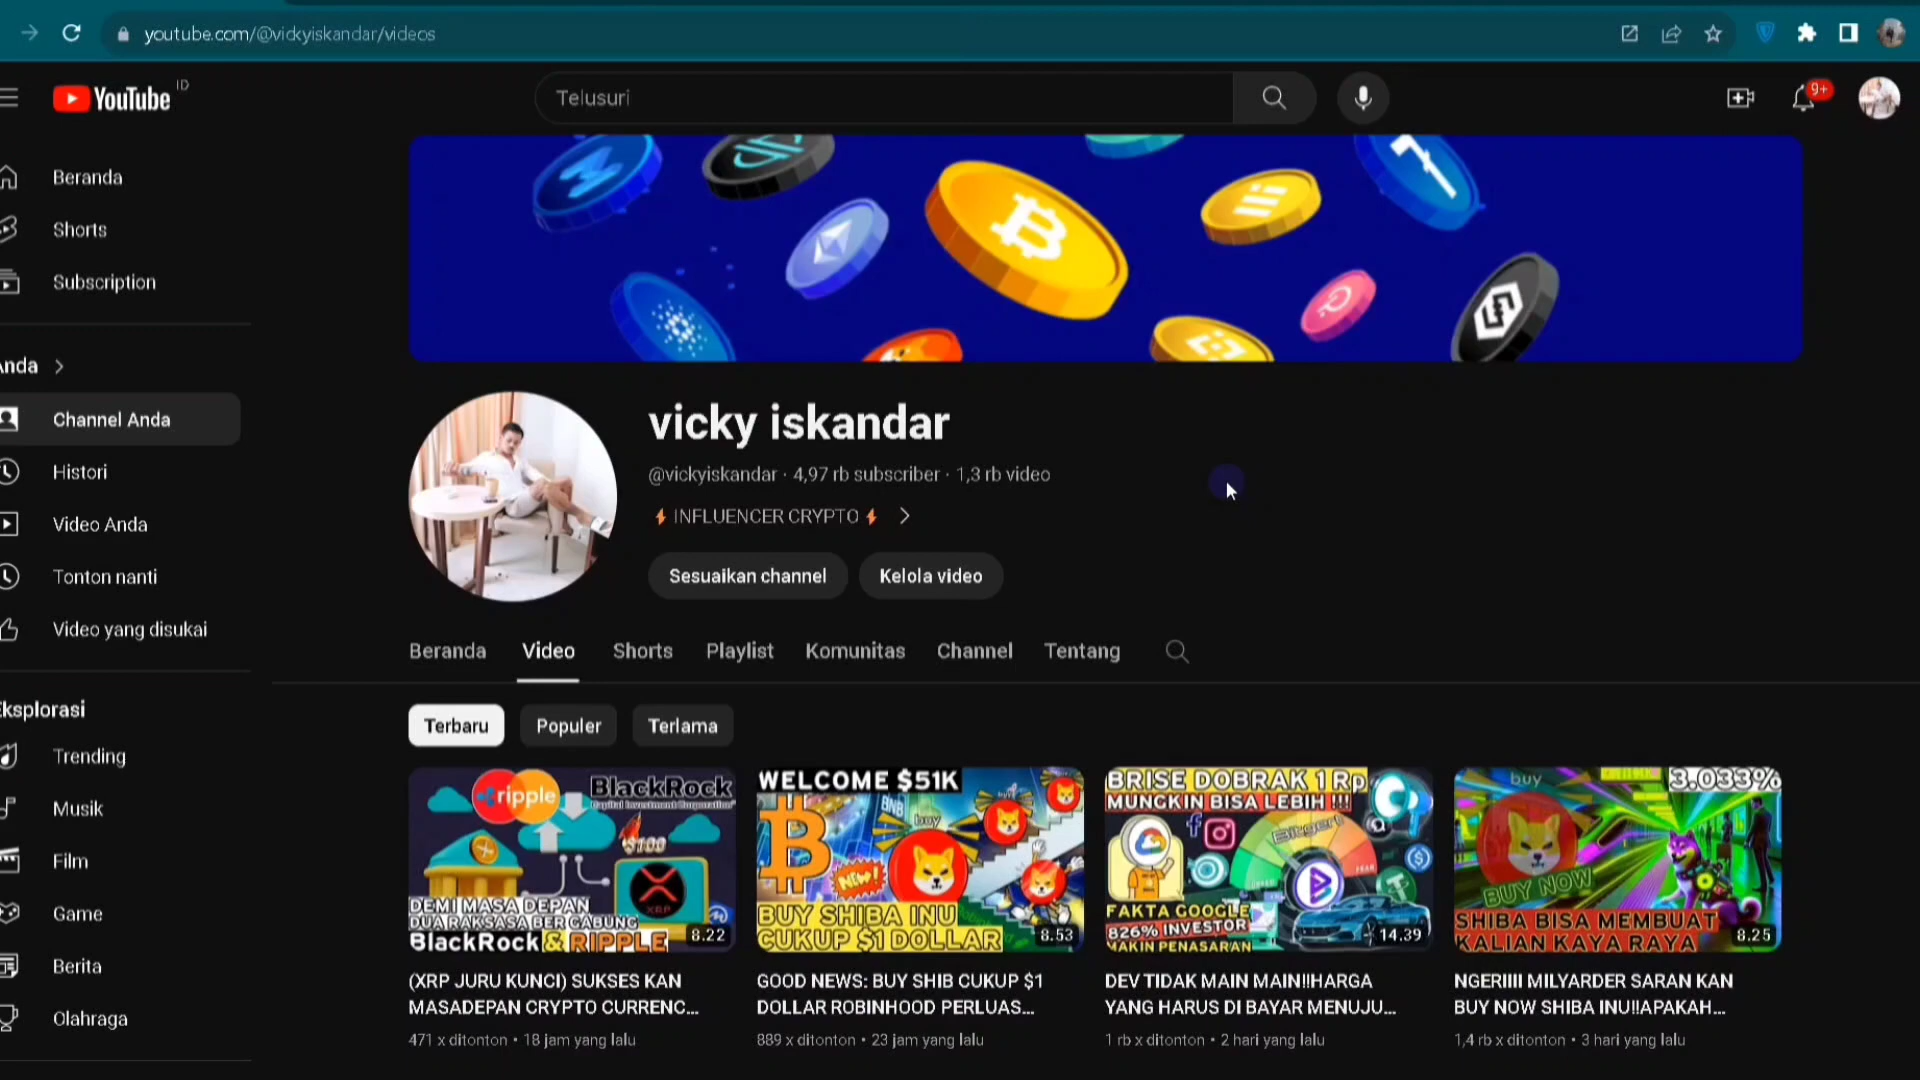 youtube.com/@vickyiskandar/videos
YouTube ID
Telusuri
9+
Beranda
Shorts
Subscription
Anda
Channel Anda
Histori
Video Anda
Tonton nanti
Video yang disukai
Eksplorasi
Trending
Musik
Film
Game
Berita
Olahraga
vicky iskandar
@vickyiskandar · 4,97 rb subscriber · 1,3 rb video
⚡ INFLUENCER CRYPTO ⚡
Sesuaikan channel
Kelola video
Beranda Video Shorts Playlist Komunitas Channel Tentang
Terbaru Populer Terlama
ripple
BlackRock
$100
XRP
DEMI MASA DEPAN
DUA RAKSASA BERGABUNG
BlackRock & RIPPLE
8.22
(XRP JURU KUNCI) SUKSES KAN
MASADEPAN CRYPTO CURRENC...
471 x ditonton • 18 jam yang lalu
WELCOME $51K
BNB
buy
NEW!
BUY SHIBA INU
CUKUP $1 DOLLAR
8.53
GOOD NEWS: BUY SHIB CUKUP $1
DOLLAR ROBINHOOD PERLUAS...
889 x ditonton • 23 jam yang lalu
BRISE DOBRAK 1 Rp
MUNGKIN BISA LEBIH !!!
Bitgert
FAKTA GOOGLE
826% INVESTOR
MAKIN PENASARAN
14.39
DEV TIDAK MAIN MAIN!!HARGA
YANG HARUS DI BAYAR MENUJU...
1 rb x ditonton • 2 hari yang lalu
buy
3.033%
BUY NOW
SHIBA BISA MEMBUAT
KALIAN KAYA RAYA
8.25
NGERIIII MILYARDER SARAN KAN
BUY NOW SHIBA INU!!APAKAH...
1,4 rb x ditonton • 3 hari yang lalu